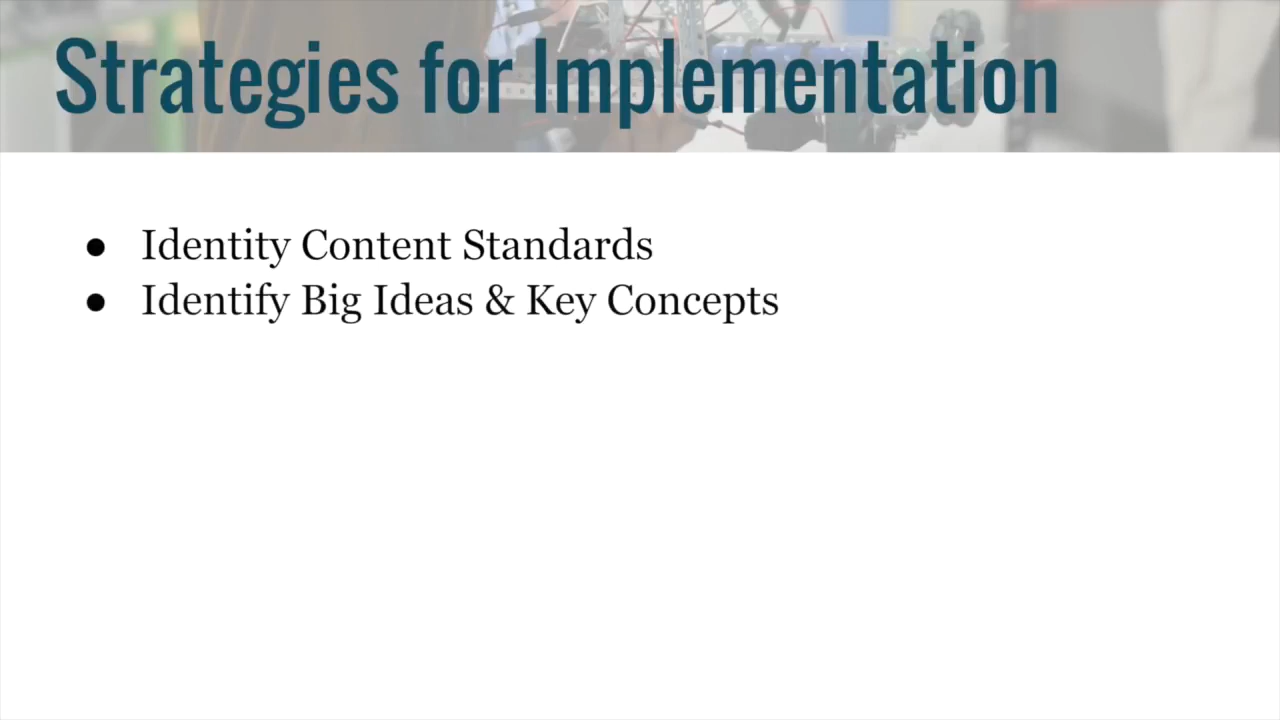 Strategies for Implementation
● Identity Content Standards
● Identify Big Ideas & Key Concepts